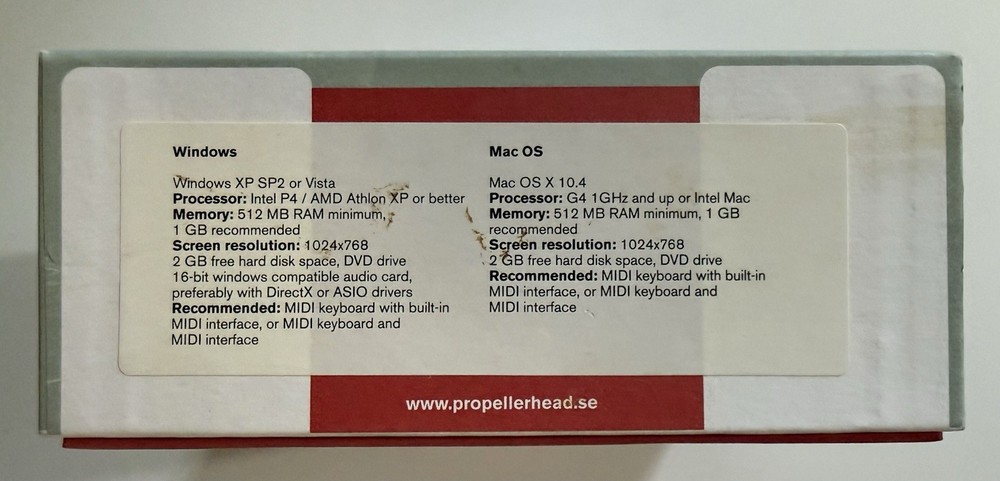 Windows
Windows XP SP2 or Vista
Processor: Intel P4 / AMD Athlon XP or better
Memory: 512 MB RAM minimum,
1 GB recommended
Screen resolution: 1024x768
2 GB free hard disk space, DVD drive
16-bit windows compatible audio card,
preferably with DirectX or ASIO drivers
Recommended: MIDI keyboard with built-in
MIDI interface, or MIDI keyboard and
MIDI interface
Mac OS
Mac OS X 10.4
Processor: G4 1GHz and up or Intel Mac
Memory: 512 MB RAM minimum, 1 GB
recommended
Screen resolution: 1024x768
2 GB free hard disk space, DVD drive
Recommended: MIDI keyboard with built-in
MIDI interface, or MIDI keyboard and
MIDI interface
www.propellerhead.se